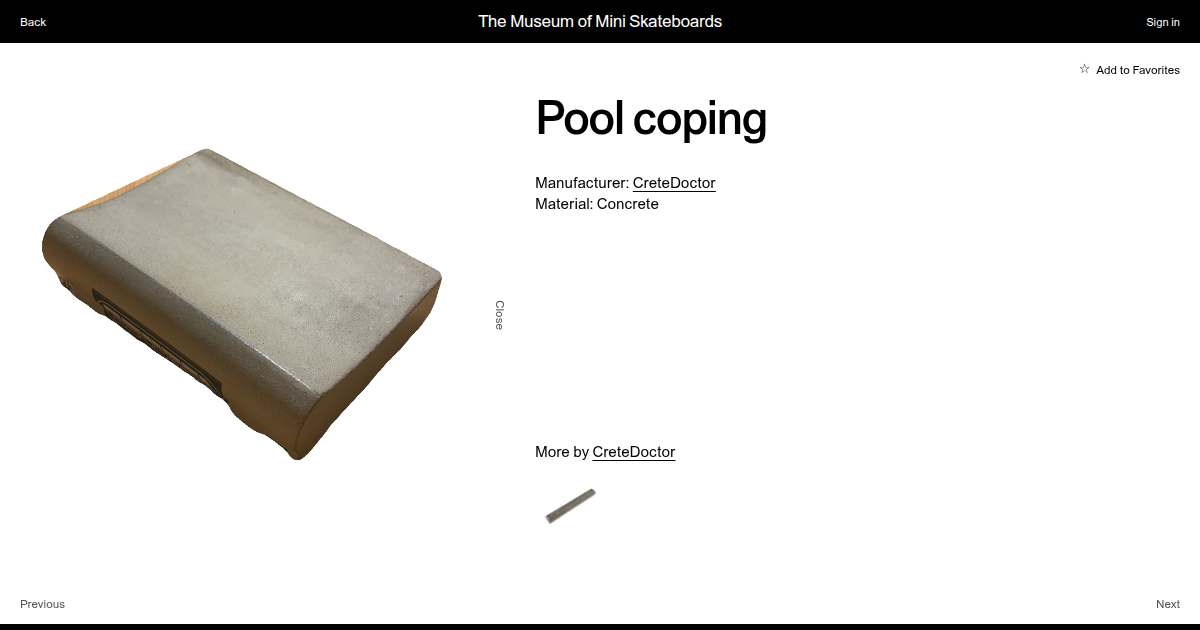 Back
The Museum of Mini Skateboards
Sign in
☆ Add to Favorites
Pool coping
Manufacturer: CreteDoctor
Material: Concrete
Close
More by CreteDoctor
Previous
Next